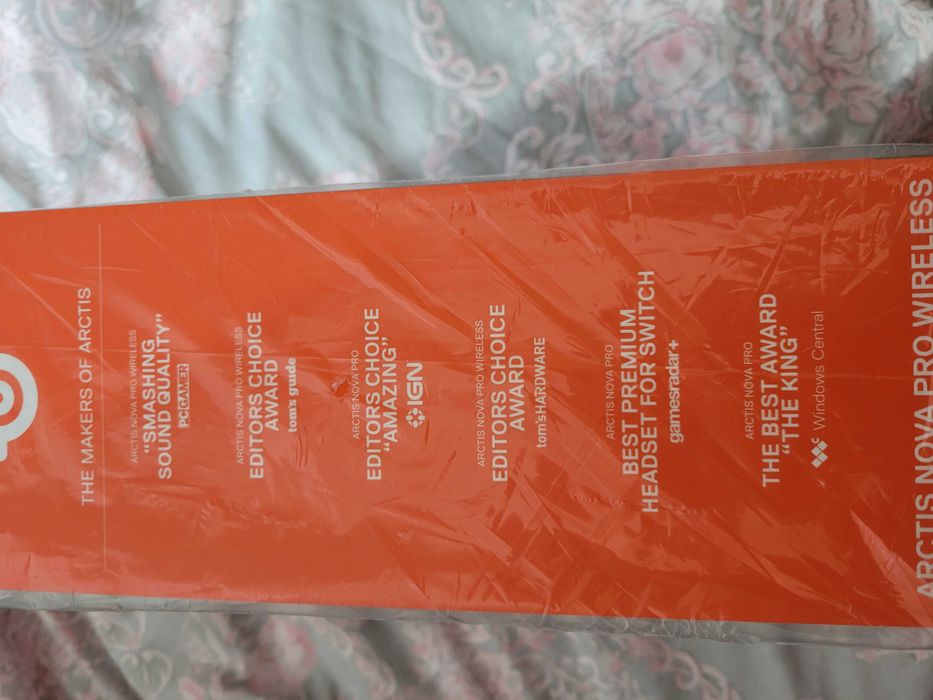 THE MAKERS OF ARCTIS
ARCTIS NOVA PRO WIRELESS
“SMASHING
SOUND QUALITY”
PC GAMER
ARCTIS NOVA PRO WIRELESS
EDITORS CHOICE
AWARD
tom's guide
ARCTIS NOVA PRO
EDITORS CHOICE
“AMAZING”
IGN
ARCTIS NOVA PRO WIRELESS
EDITORS CHOICE
AWARD
tom'sHARDWARE
ARCTIS NOVA PRO
BEST PREMIUM
HEADSET FOR SWITCH
gamesradar+
ARCTIS NOVA PRO
THE BEST AWARD
“THE KING”
Windows Central
ARCTIS NOVA PRO WIRELESS